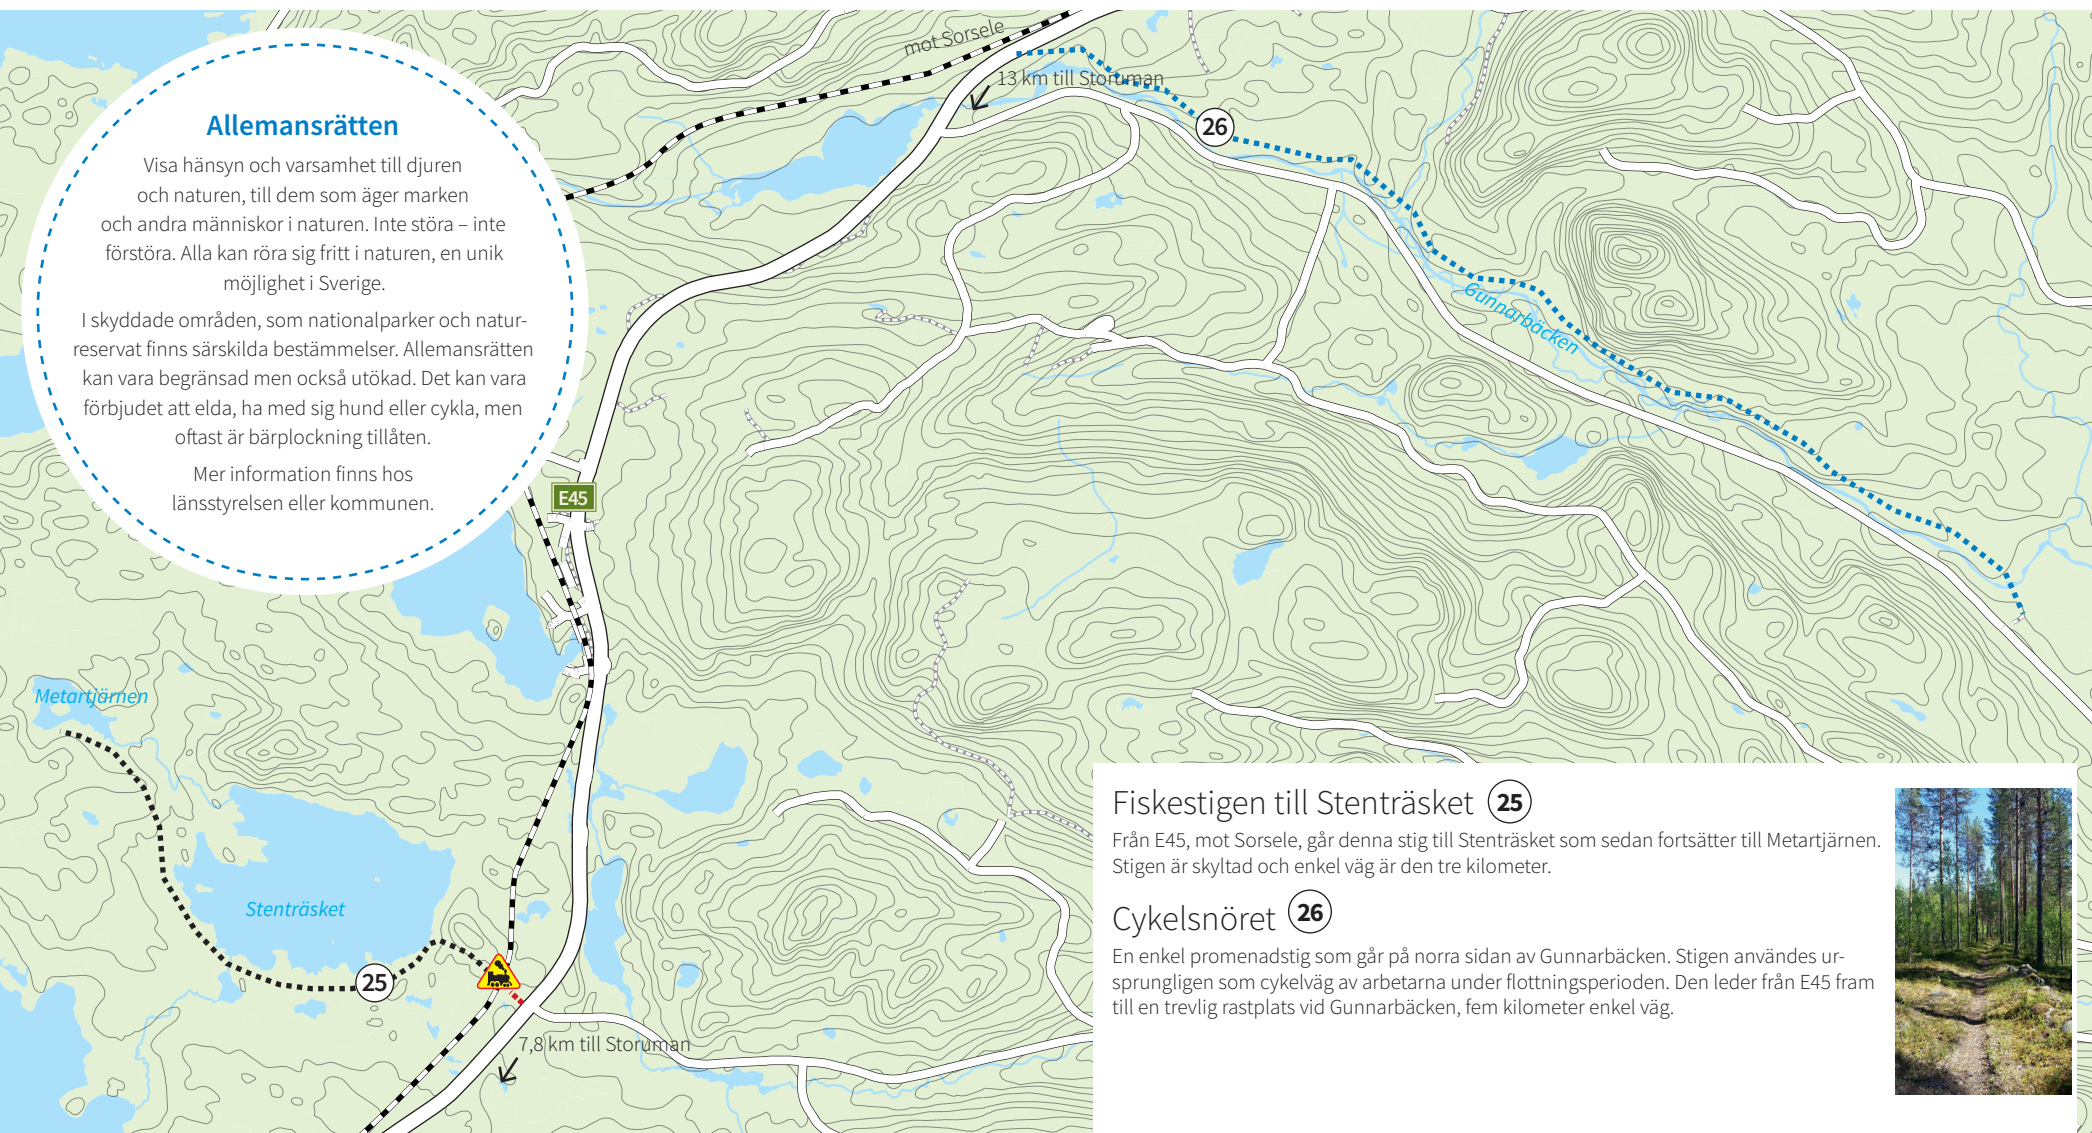 mot Sorsele
13 km till Storuman
26
Allemansrätten
Visa hänsyn och varsamhet till djuren
och naturen, till dem som äger marken
och andra människor i naturen. Inte störa – inte
förstöra. Alla kan röra sig fritt i naturen, en unik
möjlighet i Sverige.
I skyddade områden, som nationalparker och natur-
reservat finns särskilda bestämmelser. Allemansrätten
kan vara begränsad men också utökad. Det kan vara
förbjudet att elda, ha med sig hund eller cykla, men
oftast är bärplockning tillåten.
Mer information finns hos
länsstyrelsen eller kommunen.
Gunnarbäcken
E45
Metartjärnen
Stenträsket
25
7,8 km till Storuman
Fiskestigen till Stenträsket 25
Från E45, mot Sorsele, går denna stig till Stenträsket som sedan fortsätter till Metartjärnen.
Stigen är skyltad och enkel väg är den tre kilometer.
Cykelsnöret 26
En enkel promenadstig som går på norra sidan av Gunnarbäcken. Stigen användes ur-
sprungligen som cykelväg av arbetarna under flottningsperioden. Den leder från E45 fram
till en trevlig rastplats vid Gunnarbäcken, fem kilometer enkel väg.